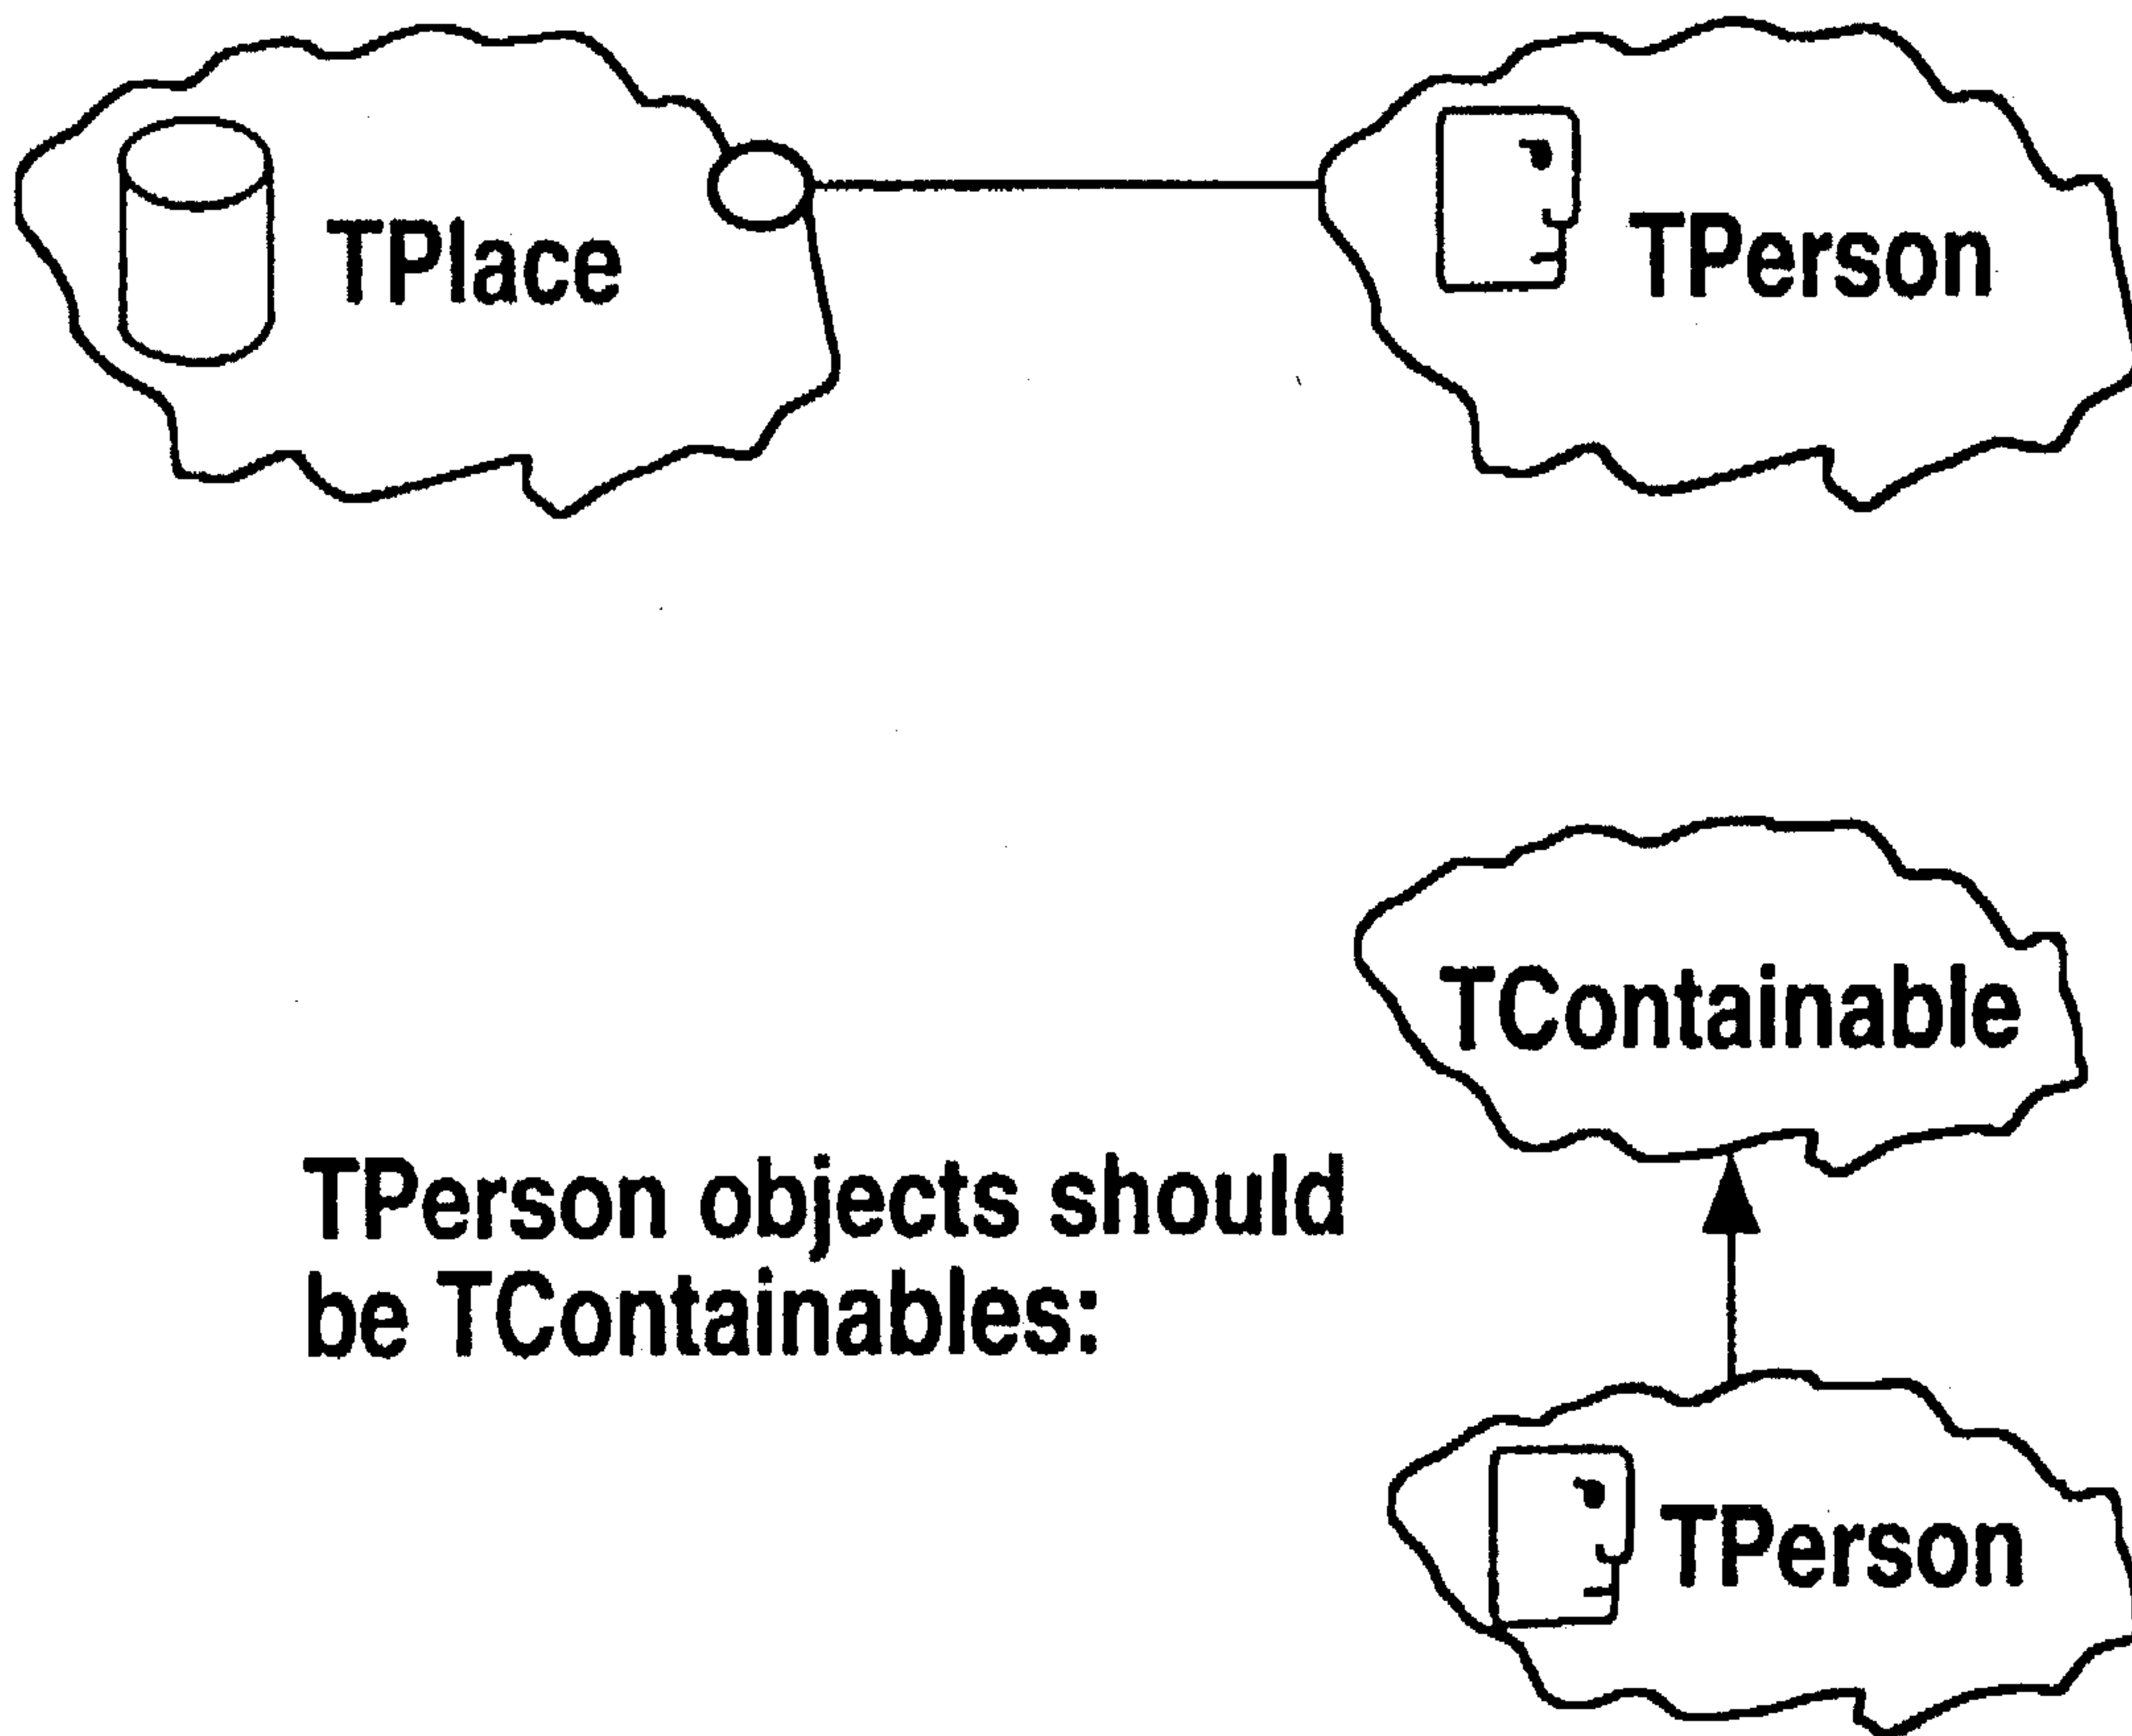 TPlace
TPerson
TContainable
TPerson objects should
be TContainables:
TPerson